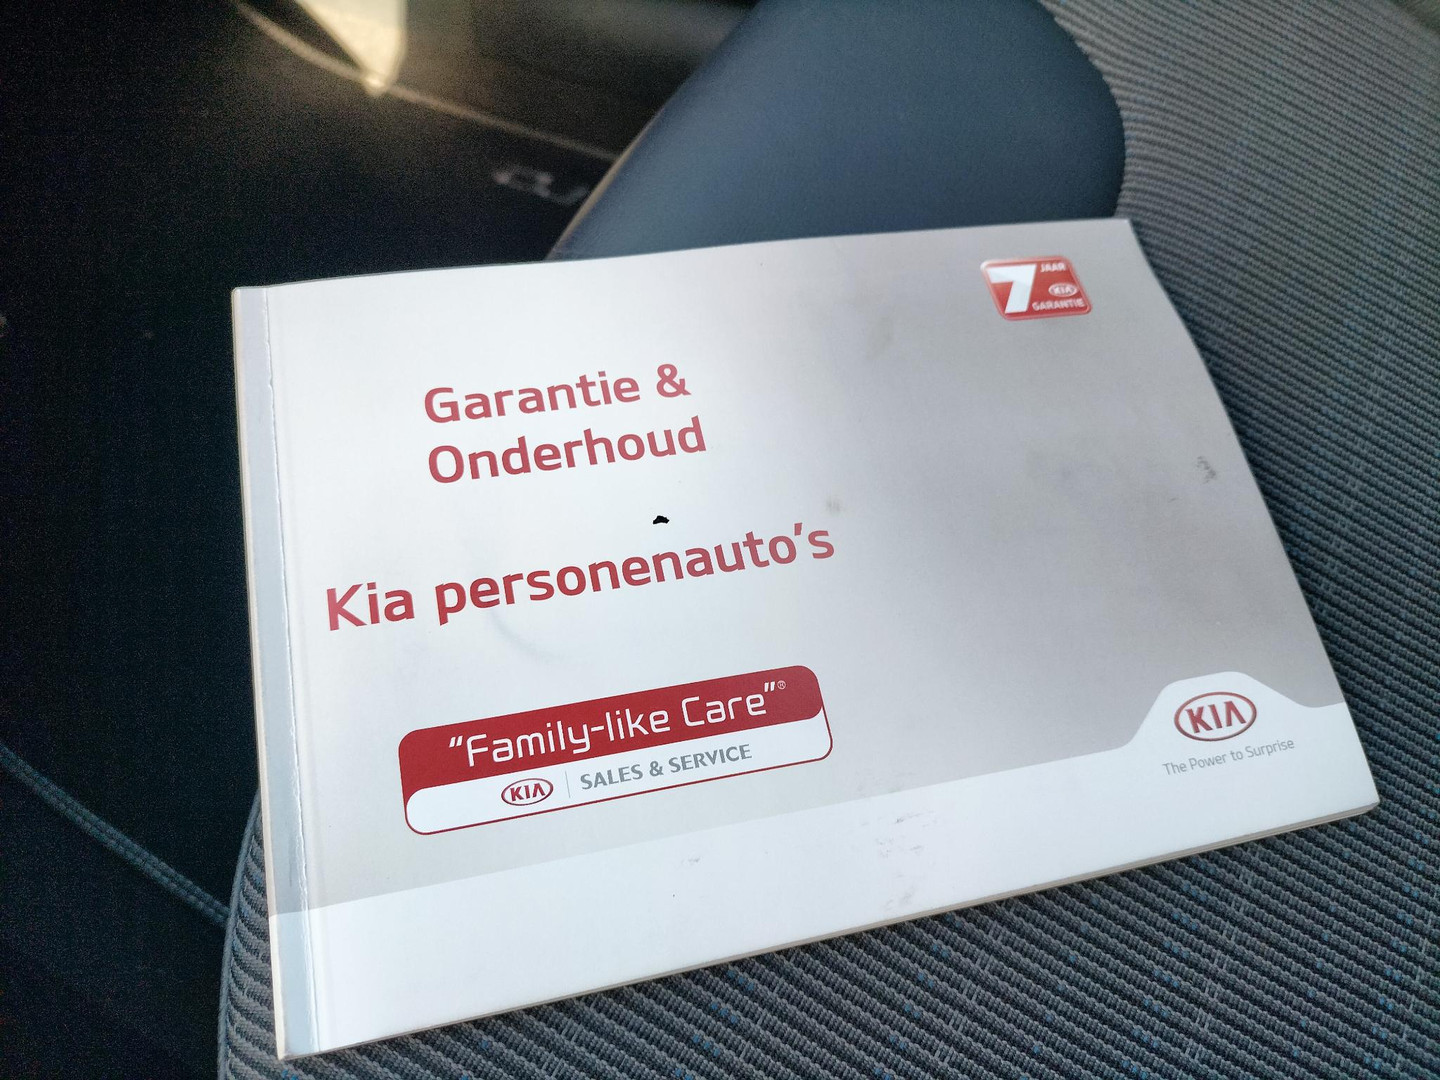 7 JAAR
KIA
GARANTIE
Garantie &
Onderhoud
Kia personenauto's
"Family-like Care"®
KIA SALES & SERVICE
KIA
The Power to Surprise